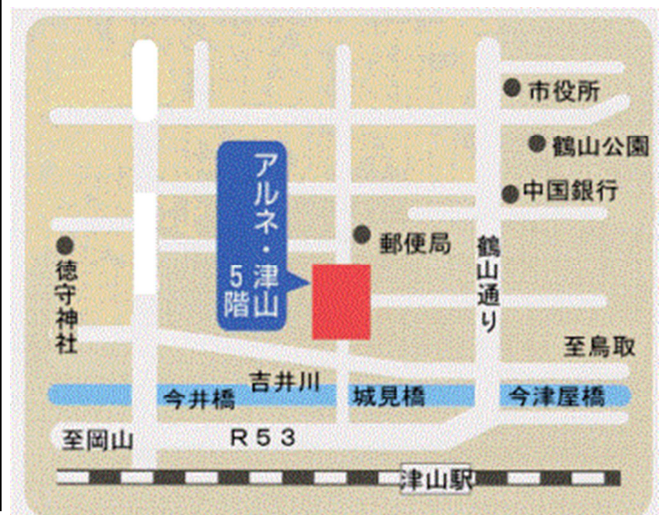 市役所
鶴山公園
中国銀行
アルネ・津山
5階
郵便局
鶴山通り
徳守神社
至鳥取
吉井川
今井橋
城見橋
今津屋橋
至岡山
R53
津山駅